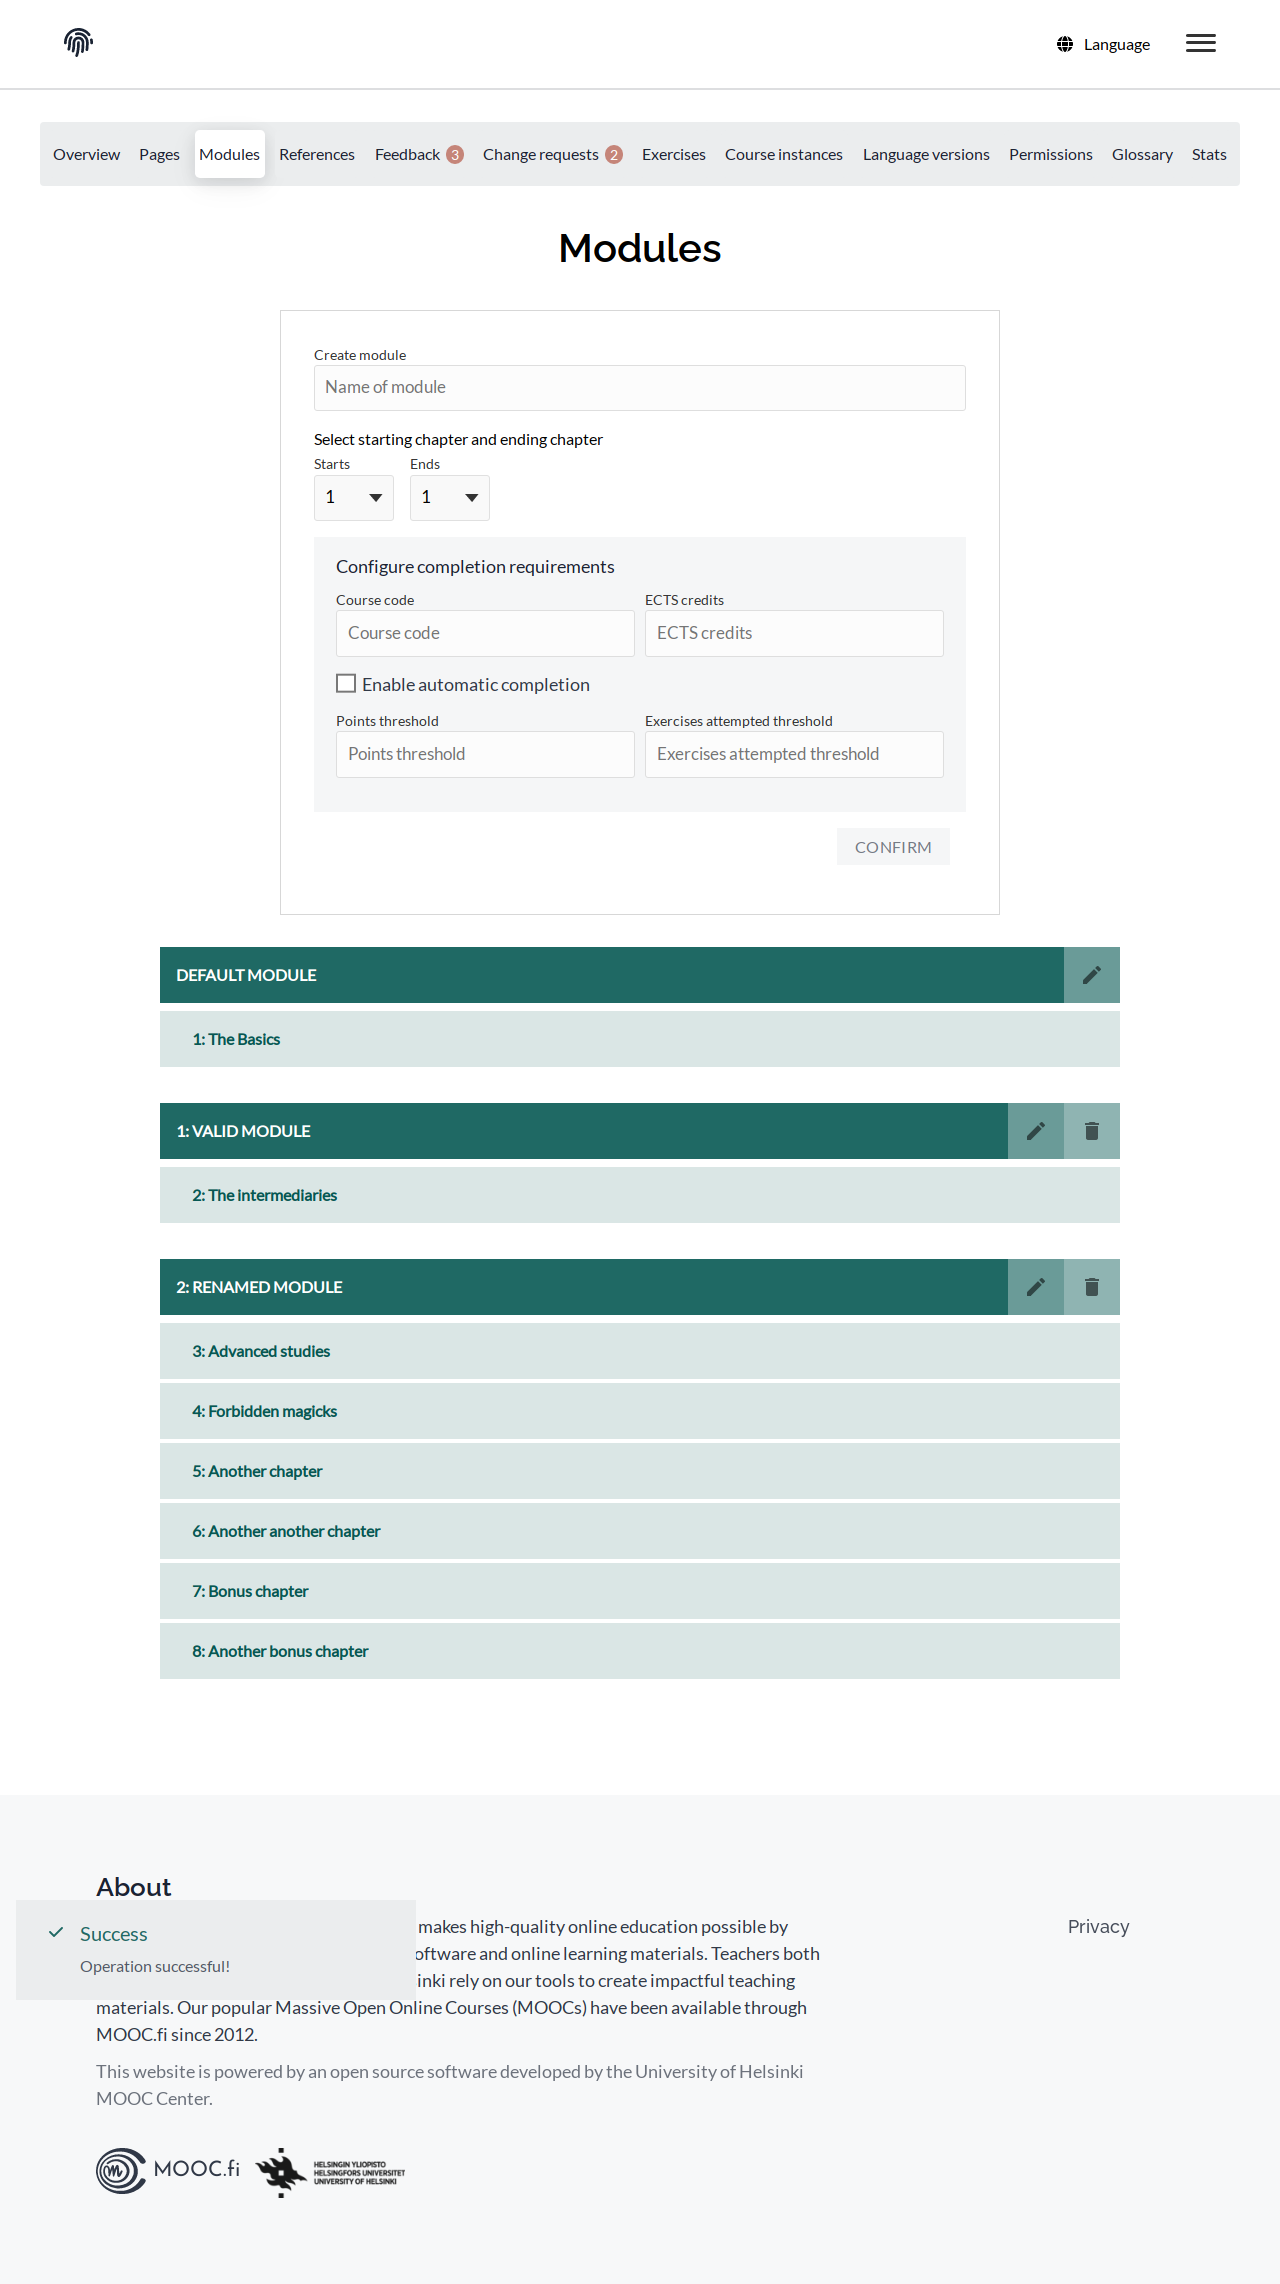 Language
Overview Pages Modules References Feedback 3 Change requests 2 Exercises Course instances Language versions Permissions Glossary Stats
Modules
Create module
Name of module
Select starting chapter and ending chapter
Starts Ends
1 1
Configure completion requirements
Course code ECTS credits
Course code ECTS credits
Enable automatic completion
Points threshold Exercises attempted threshold
Points threshold Exercises attempted threshold
CONFIRM
DEFAULT MODULE
1: The Basics
1: VALID MODULE
2: The intermediaries
2: RENAMED MODULE
3: Advanced studies
4: Forbidden magicks
5: Another chapter
6: Another another chapter
7: Bonus chapter
8: Another bonus chapter
About
makes high-quality online education possible by
software and online learning materials. Teachers both
rely on our tools to create impactful teaching
materials. Our popular Massive Open Online Courses (MOOCs) have been available through
MOOC.fi since 2012.
This website is powered by an open source software developed by the University of Helsinki
MOOC Center.
Privacy
Success
Operation successful!
MOOC.fi
HELSINGIN YLIOPISTO
HELSINGFORS UNIVERSITET
UNIVERSITY OF HELSINKI